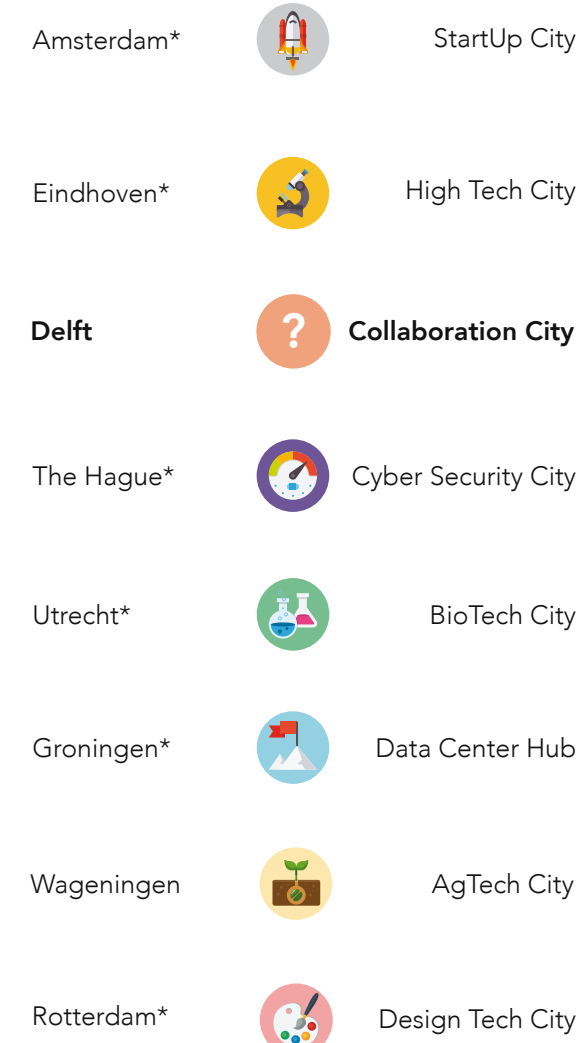 Amsterdam* StartUp City
Eindhoven* High Tech City
Delft ? Collaboration City
The Hague* Cyber Security City
Utrecht* BioTech City
Groningen* Data Center Hub
Wageningen AgTech City
Rotterdam* Design Tech City